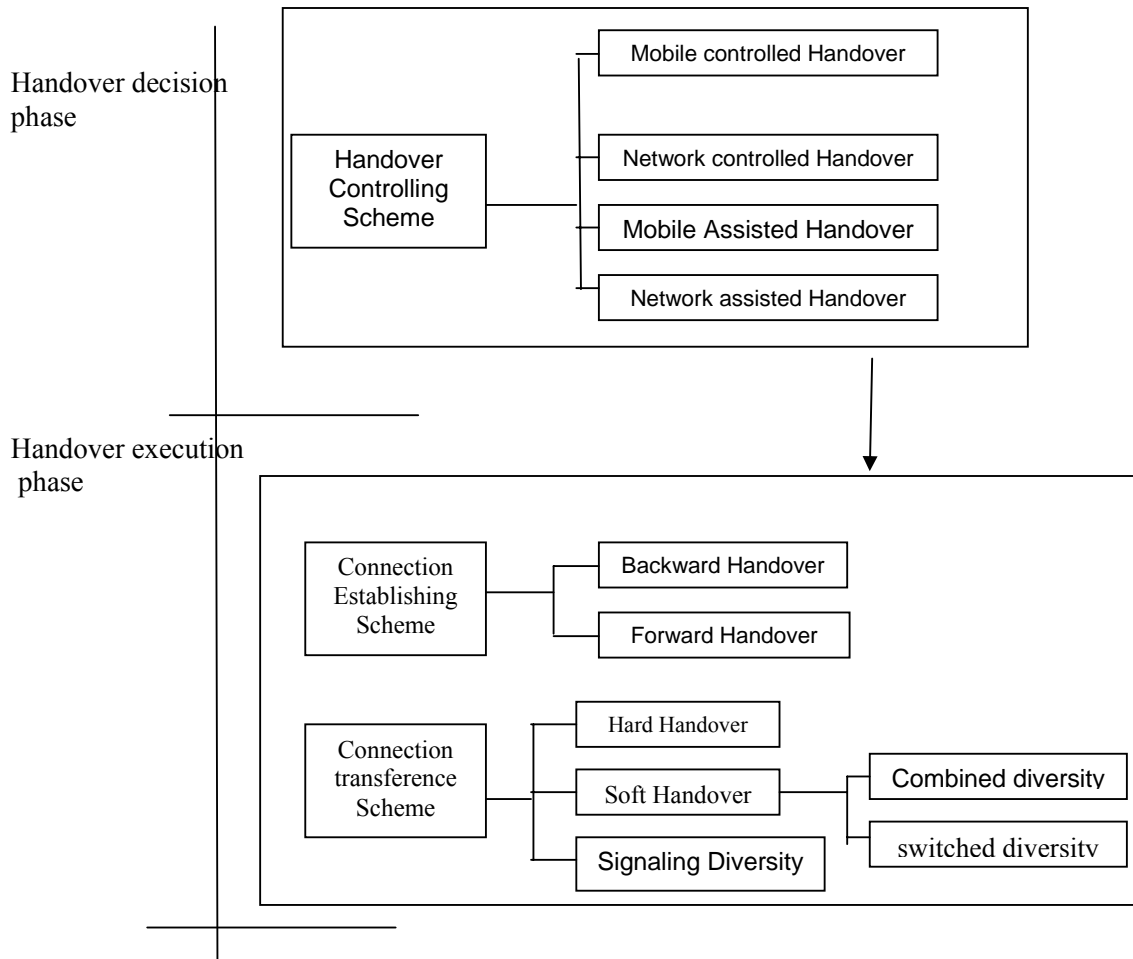 Handover decision
phase
Mobile controlled Handover
Handover
Controlling
Scheme
Network controlled Handover
Mobile Assisted Handover
Network assisted Handover
Handover execution
phase
Connection
Establishing
Scheme
Backward Handover
Forward Handover
Connection
transference
Scheme
Hard Handover
Soft Handover
Signaling Diversity
Combined diversity
switched diversity